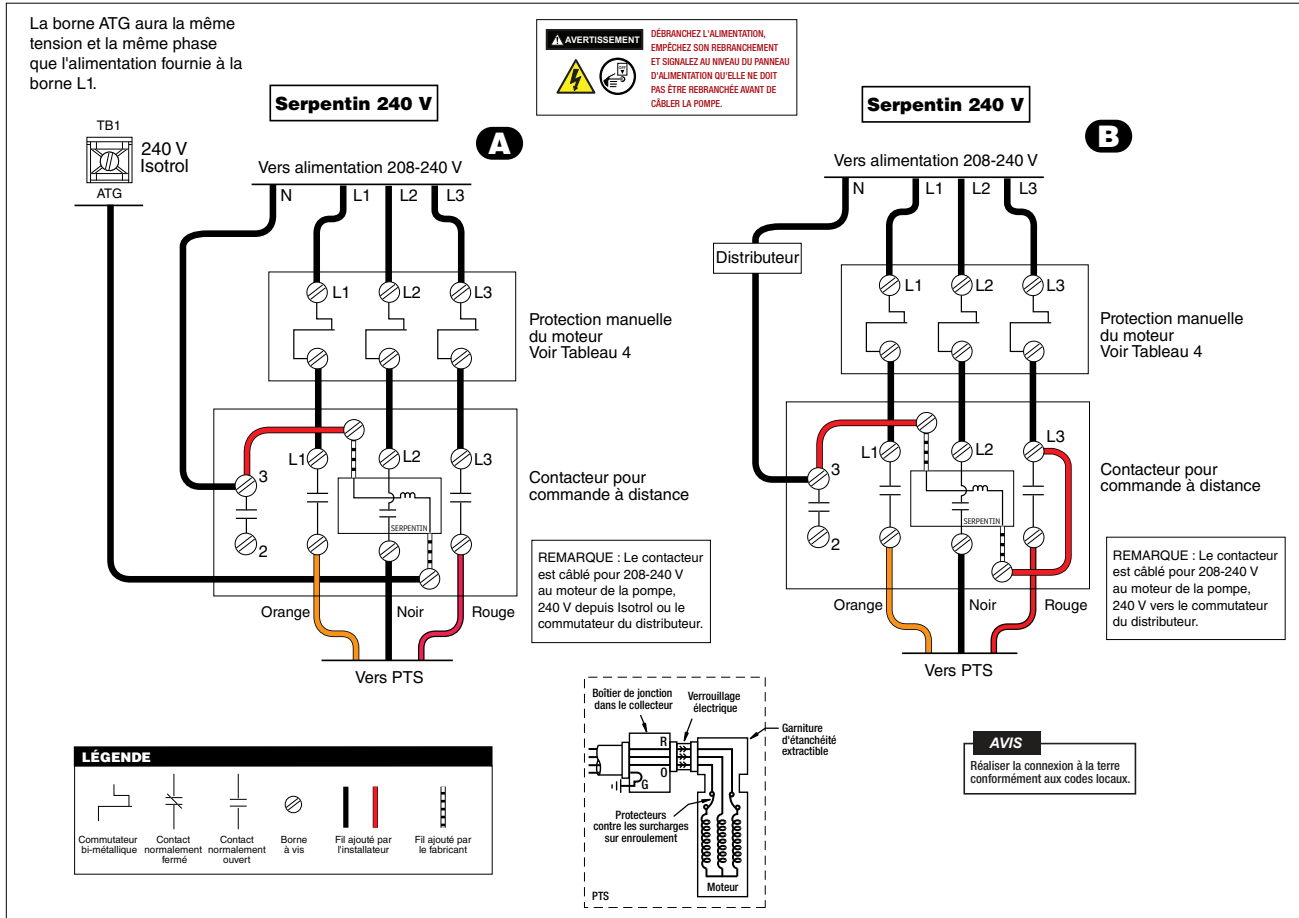 La borne ATG aura la même
tension et la même phase
que l'alimentation fournie à la
borne L1.
AVERTISSEMENT
DÉBRANCHEZ L'ALIMENTATION,
EMPÊCHEZ SON REBRANCHEMENT
ET SIGNALEZ AU NIVEAU DU PANNEAU
D'ALIMENTATION QU'ELLE NE DOIT
PAS ÊTRE REBRANCHÉE AVANT DE
CÂBLER LA POMPE.
OFF
TB1
240 V
Isotrol
ATG
Serpentin 240 V
A
Vers alimentation 208-240 V
N
L1
L2
L3
L1
L2
L3
Protection manuelle
du moteur
Voir Tableau 4
3
L1
L2
L3
SERPENTIN
2
Contacteur pour
commande à distance
REMARQUE : Le contacteur
est câblé pour 208-240 V
au moteur de la pompe,
240 V depuis Isotrol ou le
commutateur du distributeur.
Orange
Noir
Rouge
Vers PTS
Serpentin 240 V
B
Vers alimentation 208-240 V
N
L1
L2
L3
Distributeur
L1
L2
L3
Protection manuelle
du moteur
Voir Tableau 4
3
L1
L2
L3
SERPENTIN
2
Contacteur pour
commande à distance
REMARQUE : Le contacteur
est câblé pour 208-240 V
au moteur de la pompe,
240 V vers le commutateur
du distributeur.
Orange
Noir
Rouge
Vers PTS
LÉGENDE
Commutateur
bi-métallique
Contact
normalement
fermé
Contact
normalement
ouvert
Borne
à vis
Fil ajouté par
l'installateur
Fil ajouté par
le fabricant
Boîtier de jonction
dans le collecteur
Verrouillage
électrique
Garniture
d'étanchéité
extractible
R
O
G
Protecteurs
contre les surcharges
sur enroulement
Moteur
PTS
AVIS
Réaliser la connexion à la terre
conformément aux codes locaux.